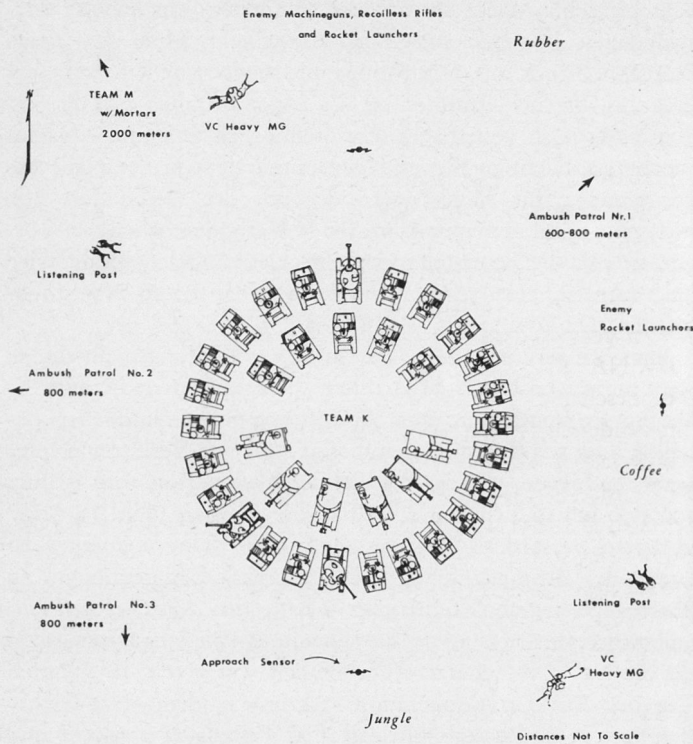 Enemy Machineguns, Recoilless Rifles
and Rocket Launchers
Rubber
TEAM M
w/Mortars
2000 meters
VC Heavy MG
Ambush Patrol Nr.1
600-800 meters
Listening Post
Enemy
Rocket Launchers
Ambush Patrol No.2
800 meters
TEAM K
Coffee
Ambush Patrol No.3
800 meters
Listening Post
Approach Sensor
VC
Heavy MG
Jungle
Distances Not To Scale